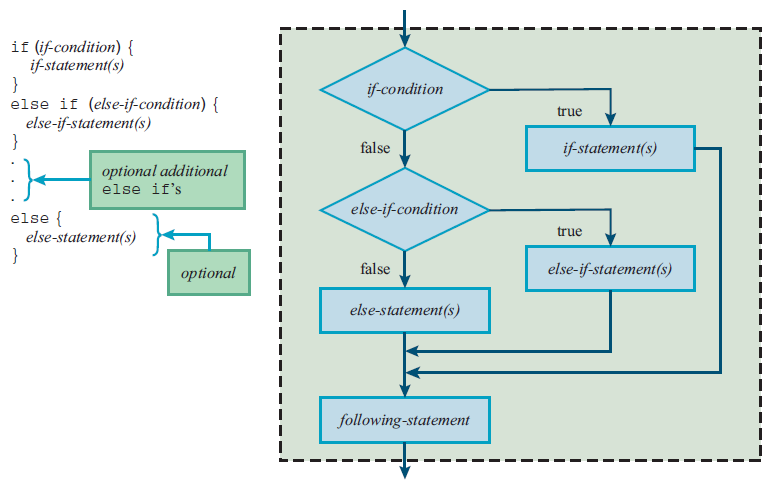 if (if-condition) {
if-statement(s)
}
else if (else-if-condition) {
else-if-statement(s)
}
.
.
.
optional additional
else if's
else {
else-statement(s)
}
optional
if-condition
true
if-statement(s)
false
else-if-condition
true
else-if-statement(s)
false
else-statement(s)
following-statement